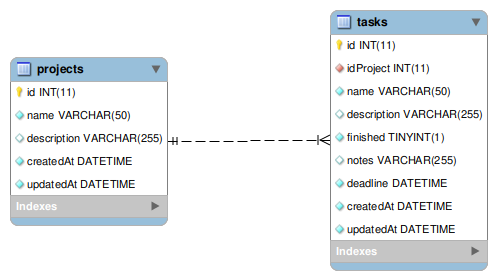 projects
id INT(11)
name VARCHAR(50)
description VARCHAR(255)
createdAt DATETIME
updatedAt DATETIME
Indexes
tasks
id INT(11)
idProject INT(11)
name VARCHAR(50)
description VARCHAR(255)
finished TINYINT(1)
notes VARCHAR(255)
deadline DATETIME
createdAt DATETIME
updatedAt DATETIME
Indexes